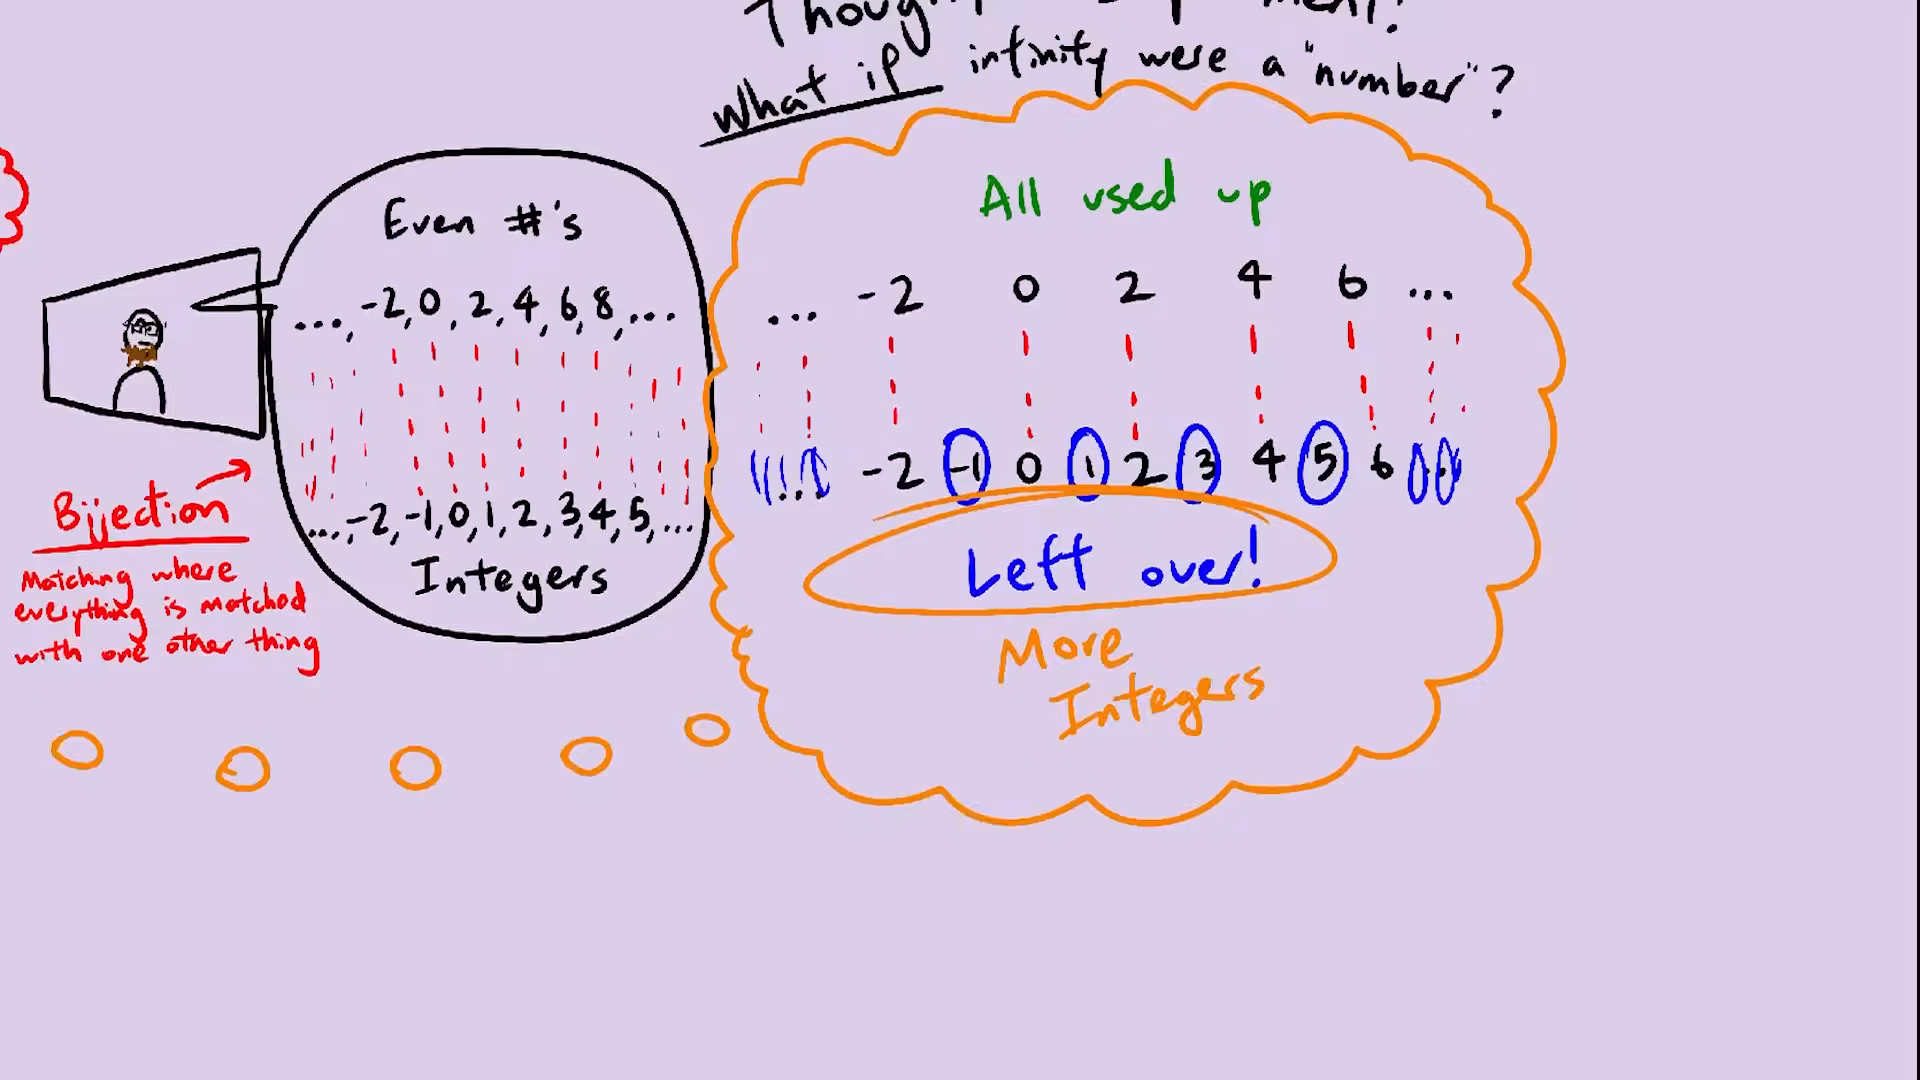 What if infinity were a "number"?
Even #'s
..., -2, 0, 2, 4, 6, 8, ...
..., -2, -1, 0, 1, 2, 3, 4, 5, ...
Integers
Bijection
Matching where
everything is matched
with one other thing
All used up
... -2 0 2 4 6 ...
... -2 -1 0 1 2 3 4 5 6 ...
Left over!
More
Integers